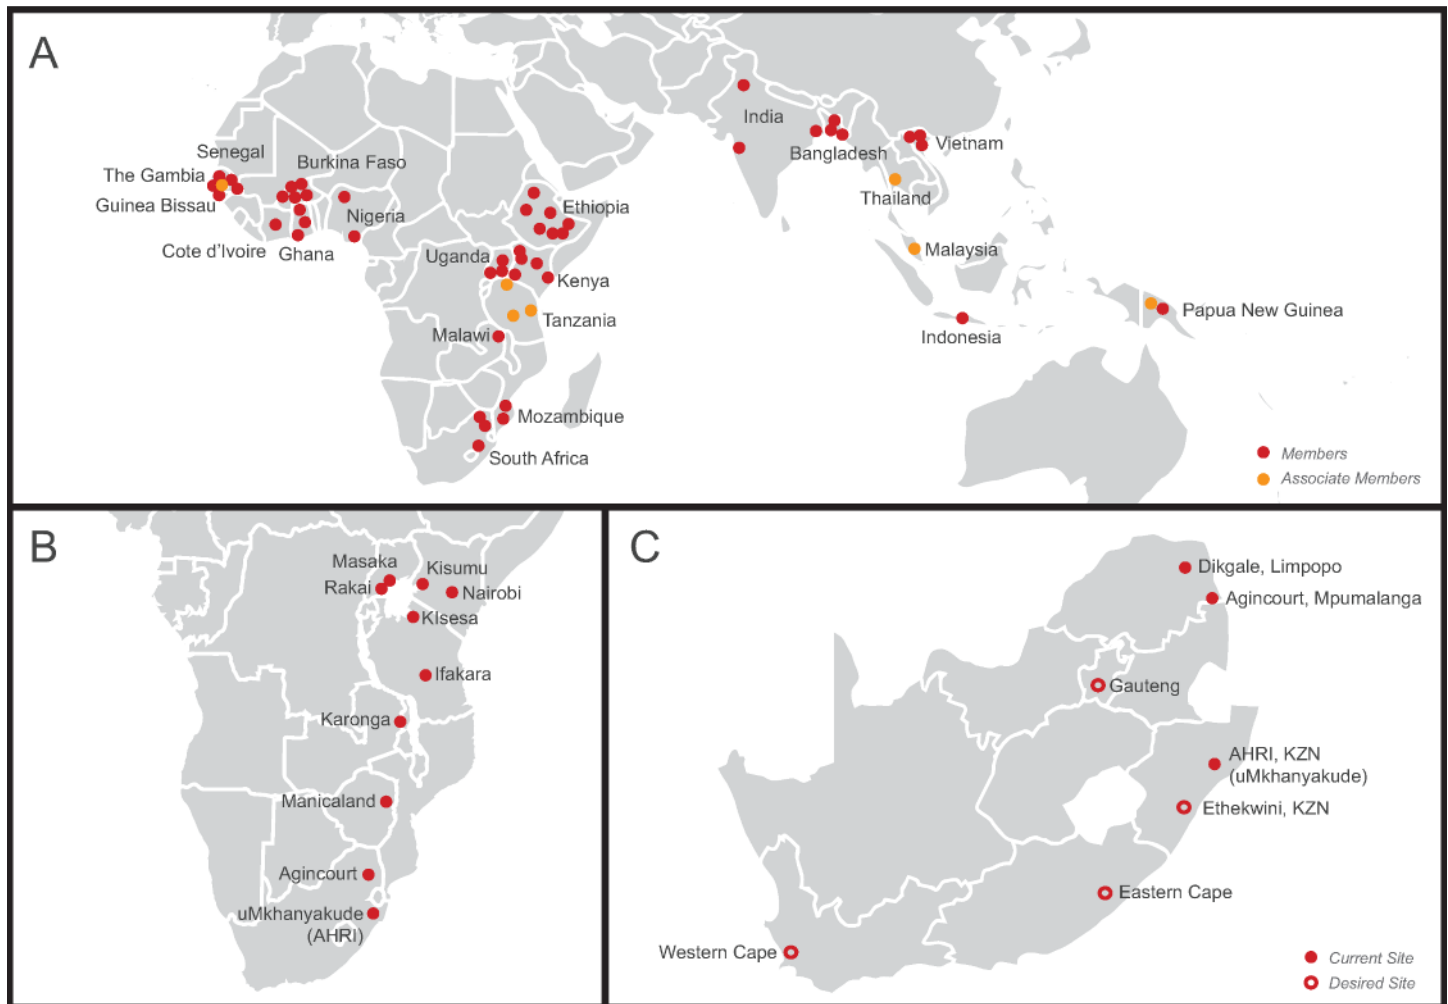 A
Senegal
Burkina Faso
The Gambia
Guinea Bissau
Nigeria
Cote d'Ivoire
Ghana
Ethiopia
Uganda
Kenya
Tanzania
Malawi
Mozambique
South Africa
India
Bangladesh
Vietnam
Thailand
Malaysia
Indonesia
Papua New Guinea
Members
Associate Members
B
Masaka
Kisumu
Rakai
Nairobi
KIsesa
Ifakara
Karonga
Manicaland
Agincourt
uMkhanyakude
(AHRI)
C
Dikgale, Limpopo
Agincourt, Mpumalanga
Gauteng
AHRI, KZN
(uMkhanyakude)
Ethekwini, KZN
Eastern Cape
Western Cape
Current Site
Desired Site